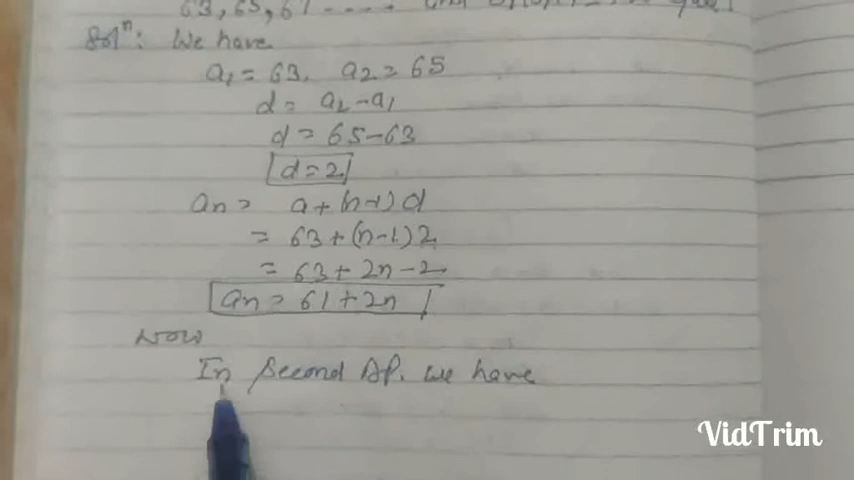 63, 65, 67 .....
Solⁿ: We have
a₁ = 63, a₂ = 65
d = a₂ - a₁
d = 65 - 63
d = 2
an = a + (n-1) d
= 63 + (n-1) 2
= 63 + 2n - 2
an = 61 + 2n
Now
In second AP. we have
VidTrim